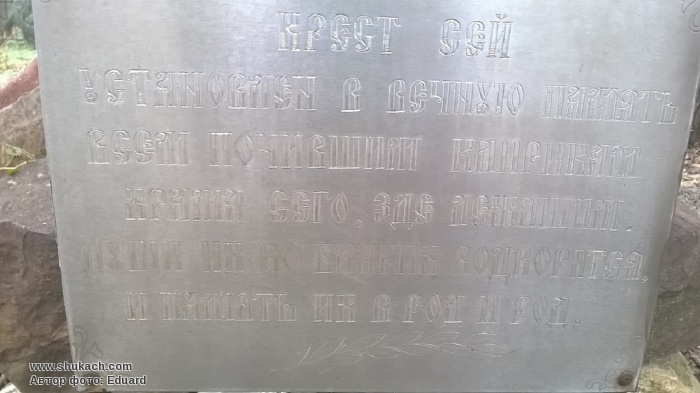 КРЕСТ СЕЙ
УСТАНОВЛЕН В ВЕЧНУЮ ПАМЯТЬ
ВСЕМ ПОЧИВШИМ КЛИРИКАМ
ХРАМА СЕГО, ЗДЕ ЛЕЖАЩИМ.
ДУШИ ИХ ВО БЛАГИХ ВОДВОРЯТСЯ,
И ПАМЯТЬ ИХ В РОД И РОД.
www.shukach.com
Автор фото: Eduard